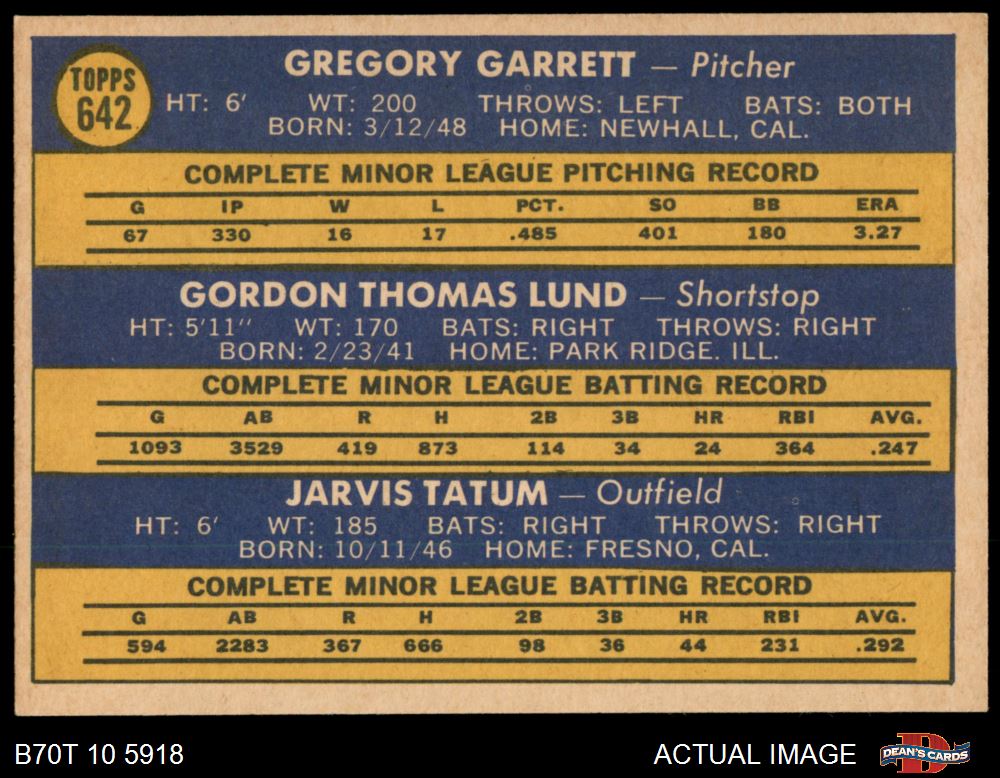 TOPPS
642
GREGORY GARRETT — Pitcher
HT: 6' WT: 200 THROWS: LEFT BATS: BOTH
BORN: 3/12/48 HOME: NEWHALL, CAL.
COMPLETE MINOR LEAGUE PITCHING RECORD
G IP W L PCT. SO BB ERA
67 330 16 17 .485 401 180 3.27
GORDON THOMAS LUND — Shortstop
HT: 5'11" WT: 170 BATS: RIGHT THROWS: RIGHT
BORN: 2/23/41 HOME: PARK RIDGE. ILL.
COMPLETE MINOR LEAGUE BATTING RECORD
G AB R H 2B 3B HR RBI AVG.
1093 3529 419 873 114 34 24 364 .247
JARVIS TATUM — Outfield
HT: 6' WT: 185 BATS: RIGHT THROWS: RIGHT
BORN: 10/11/46 HOME: FRESNO, CAL.
COMPLETE MINOR LEAGUE BATTING RECORD
G AB R H 2B 3B HR RBI AVG.
594 2283 367 666 98 36 44 231 .292
B70T 10 5918 ACTUAL IMAGE DEAN'S CARDS